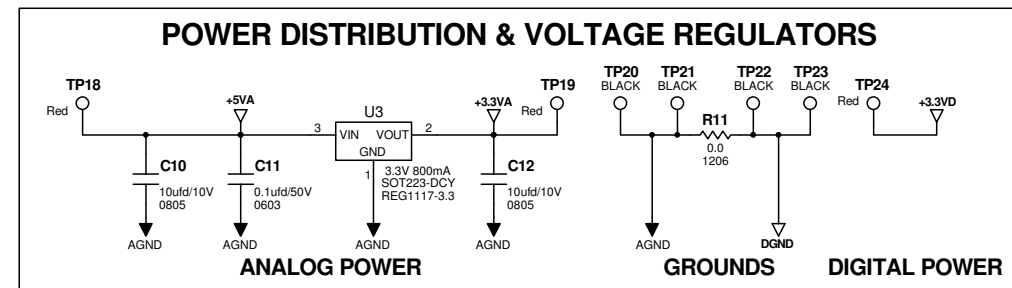 POWER DISTRIBUTION & VOLTAGE REGULATORS
TP18
Red
+5VA
U3
3
VIN
VOUT
2
GND
1
3.3V 800mA
SOT223-DCY
REG1117-3.3
+3.3VA
TP19
Red
C10
10ufd/10V
0805
C11
0.1ufd/50V
0603
C12
10ufd/10V
0805
AGND
AGND
AGND
AGND
ANALOG POWER
TP20
BLACK
TP21
BLACK
TP22
BLACK
TP23
BLACK
R11
0.0
1206
AGND
DGND
GROUNDS
TP24
Red
+3.3VD
DIGITAL POWER